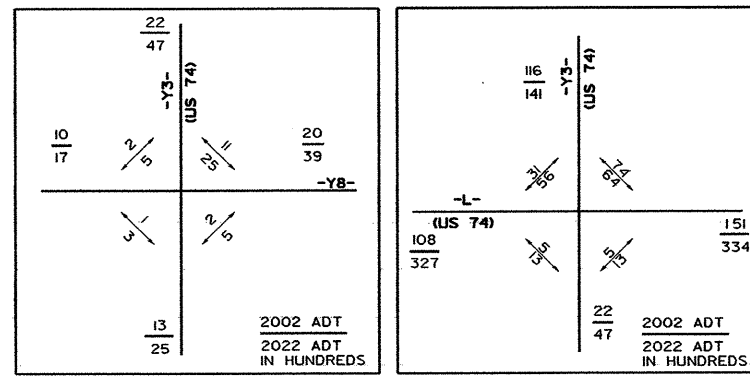 22
47
-Y3-
(US 74)
10
17
2
5
11
25
20
39
-Y8-
1
3
2
5
13
25
2002 ADT
2022 ADT
IN HUNDREDS
116
141
-Y3-
(US 74)
31
56
74
64
-L-
(US 74)
108
327
5
13
5
13
151
334
22
47
2002 ADT
2022 ADT
IN HUNDREDS